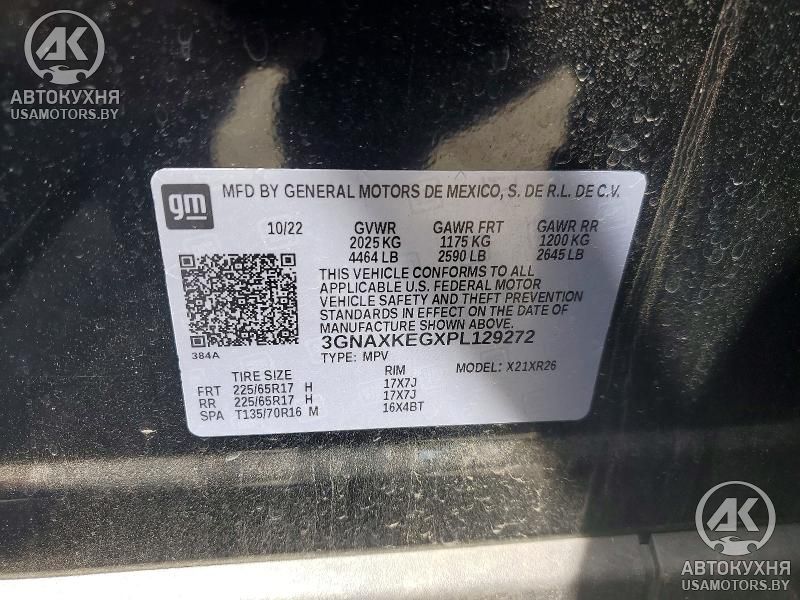 AK
АВТОКУХНЯ
USAMOTORS.BY
gm
MFD BY GENERAL MOTORS DE MEXICO, S. DE R.L. DE C.V.
10/22 GVWR GAWR FRT GAWR RR
2025 KG 1175 KG 1200 KG
4464 LB 2590 LB 2645 LB
THIS VEHICLE CONFORMS TO ALL
APPLICABLE U.S. FEDERAL MOTOR
VEHICLE SAFETY AND THEFT PREVENTION
STANDARDS IN EFFECT ON THE DATE OF
MANUFACTURE SHOWN ABOVE.
384A
3GNAXKEGXPL129272
TYPE: MPV MODEL: X21XR26
TIRE SIZE RIM
FRT 225/65R17 H 17X7J
RR 225/65R17 H 17X7J
SPA T135/70R16 M 16X4BT
AK
АВТОКУХНЯ
USAMOTORS.BY